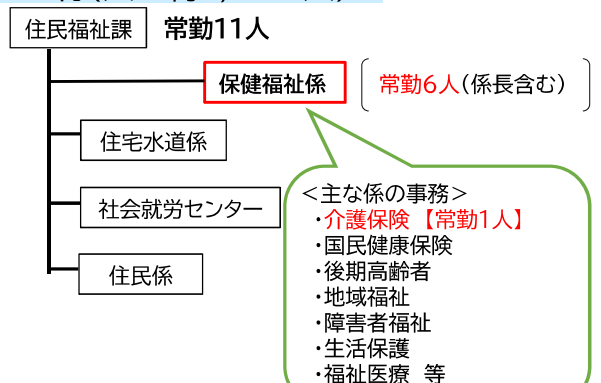 住民福祉課 常勤11人
保健福祉係 常勤6人(係長含む)
住宅水道係
社会就労センター
住民係
<主な係の事務>
・介護保険【常勤1人】
・国民健康保険
・後期高齢者
・地域福祉
・障害者福祉
・生活保護
・福祉医療 等